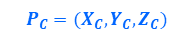 P_C = (X_C, Y_C, Z_C)